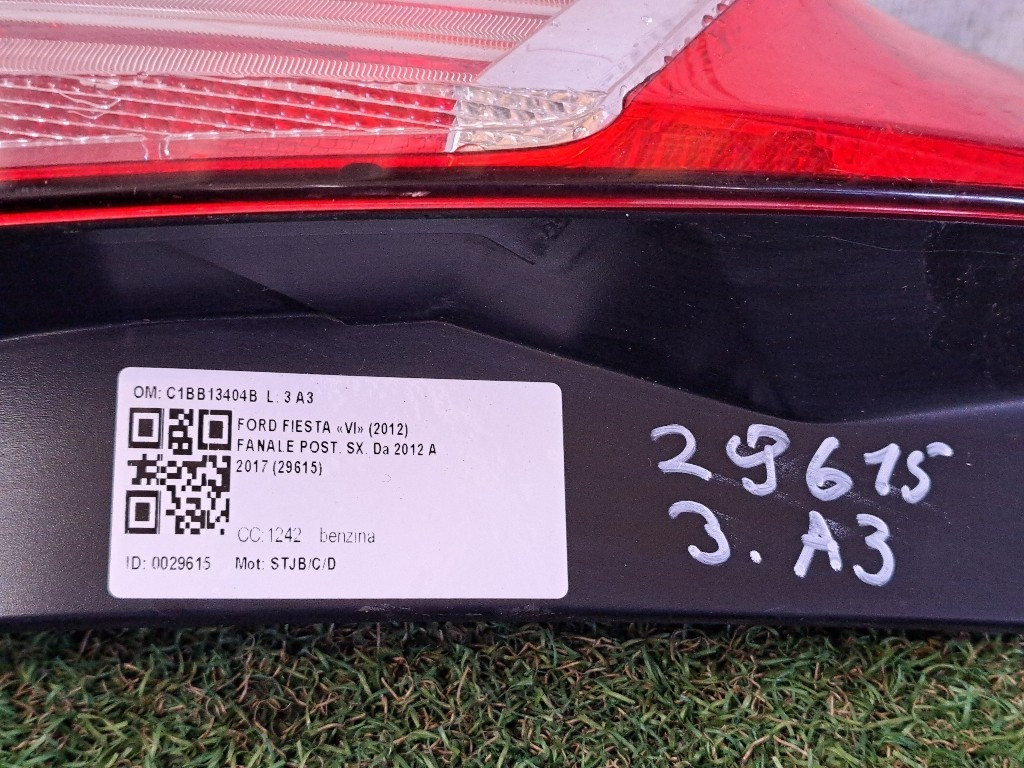 OM: C1BB13404B L. 3 A3
FORD FIESTA «VI» (2012)
FANALE POST. SX. Da 2012 A
2017 (29615)
CC: 1242 benzina
ID: 0029615 Mot: STJB/C/D
29615
3. A3